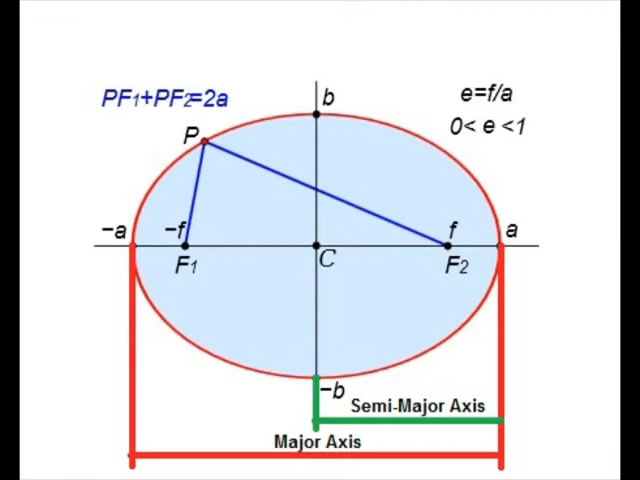 b
PF1+PF2=2a
e=f/a
0< e <1
P
−a
−f
f
a
F1
C
F2
−b
Semi-Major Axis
Major Axis